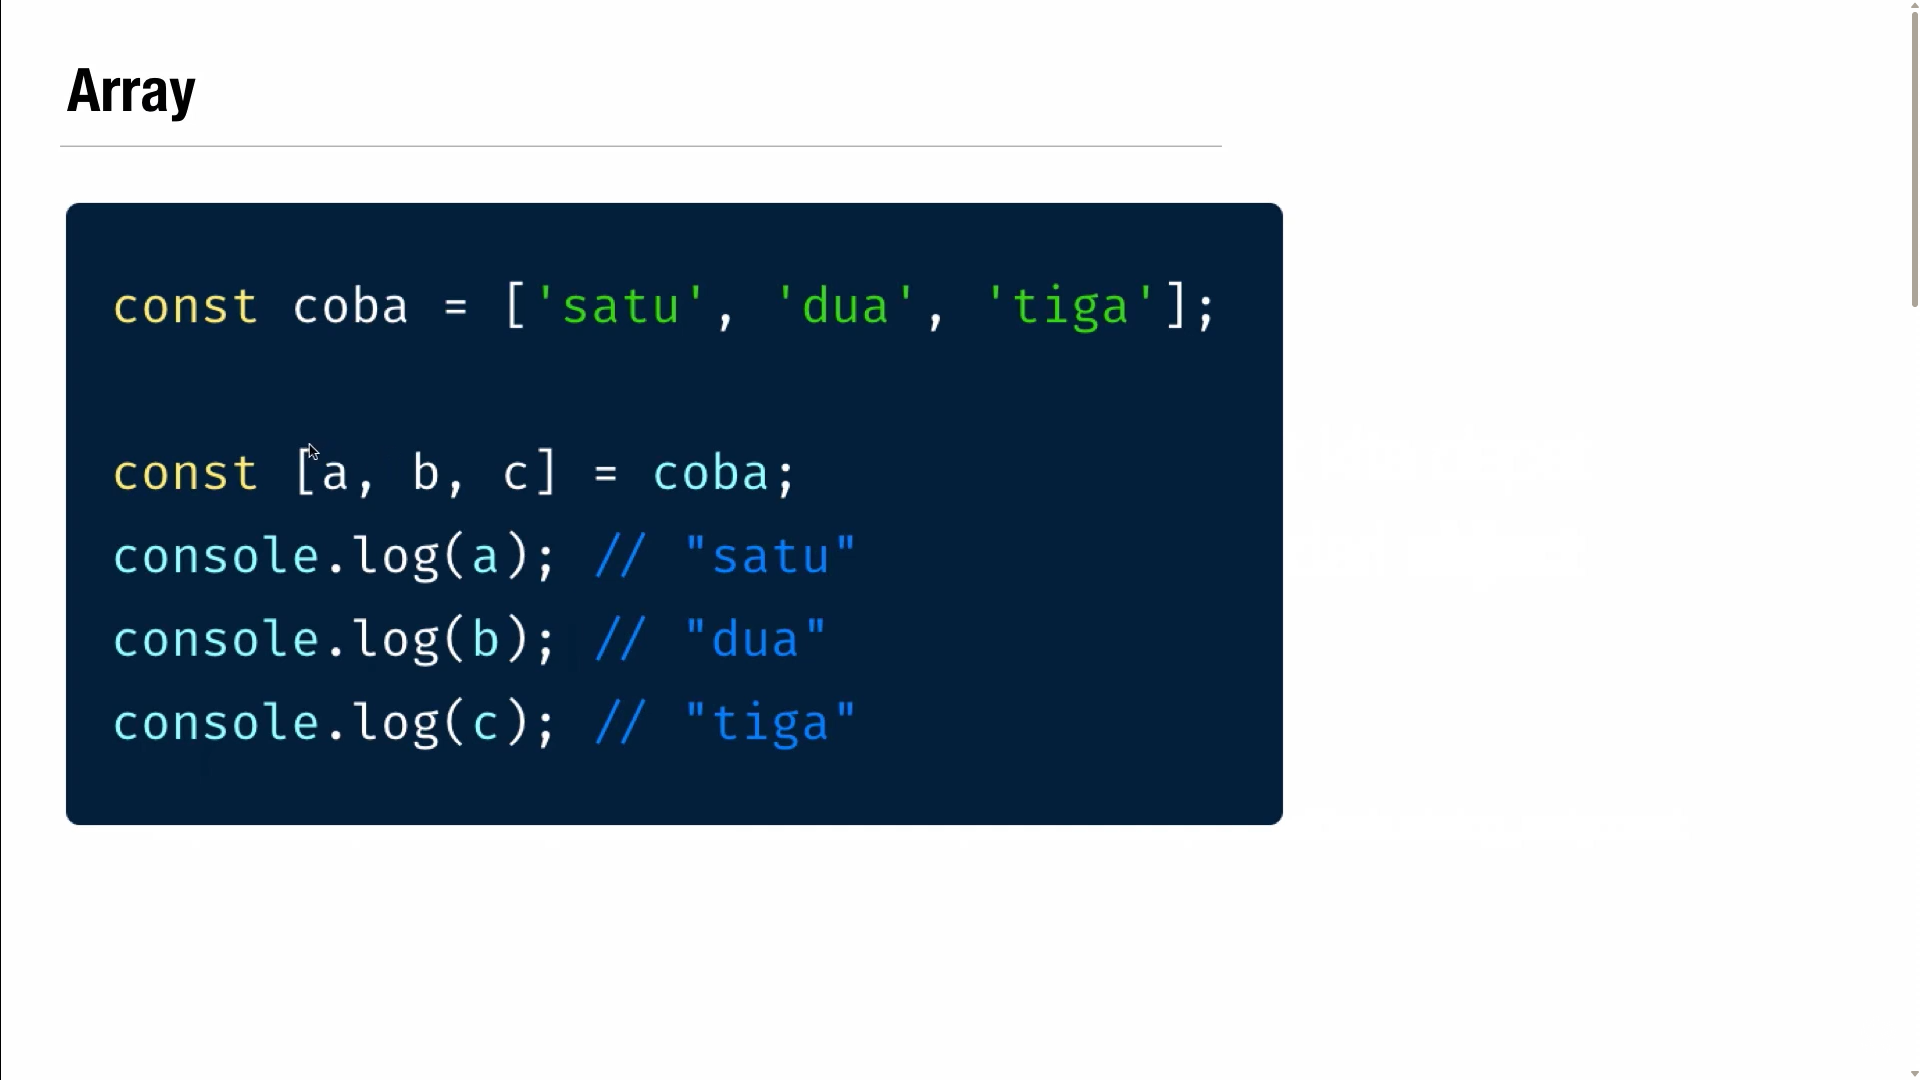 Array
const coba = ['satu', 'dua', 'tiga'];
const [a, b, c] = coba;
console.log(a); // "satu"
console.log(b); // "dua"
console.log(c); // "tiga"